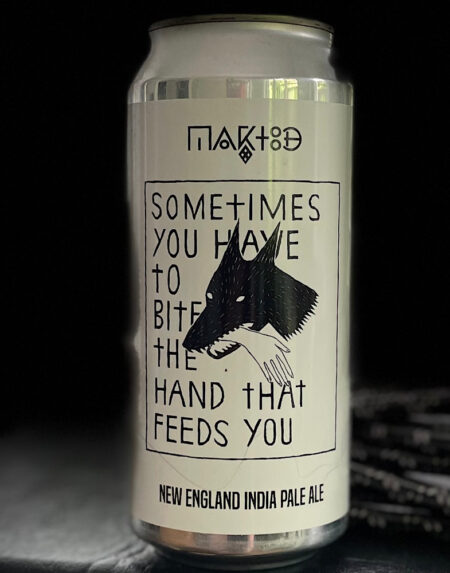 SOMETIMES
YOU HAVE
TO
BITE
THE
HAND THAT
FEEDS YOU
NEW ENGLAND INDIA PALE ALE